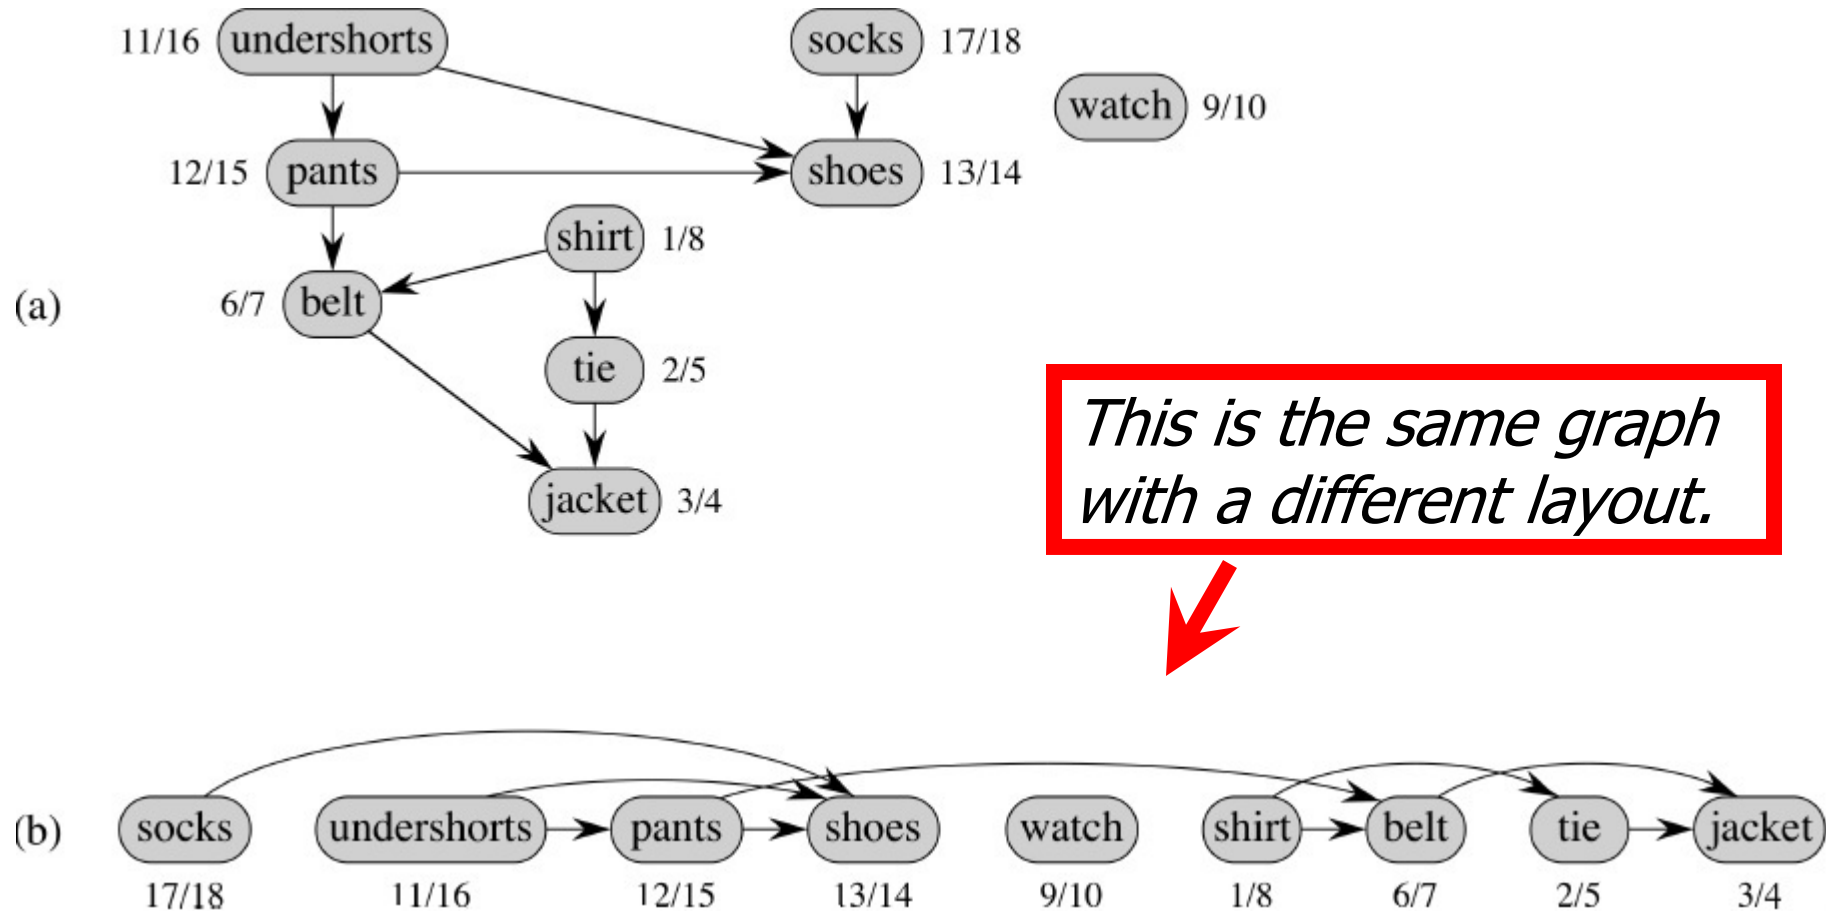 11/16 undershorts socks 17/18
watch 9/10
12/15 pants shoes 13/14
shirt 1/8
(a) 6/7 belt
tie 2/5
This is the same graph
with a different layout.
jacket 3/4
(b) socks undershorts pants shoes watch shirt belt tie jacket
17/18 11/16 12/15 13/14 9/10 1/8 6/7 2/5 3/4